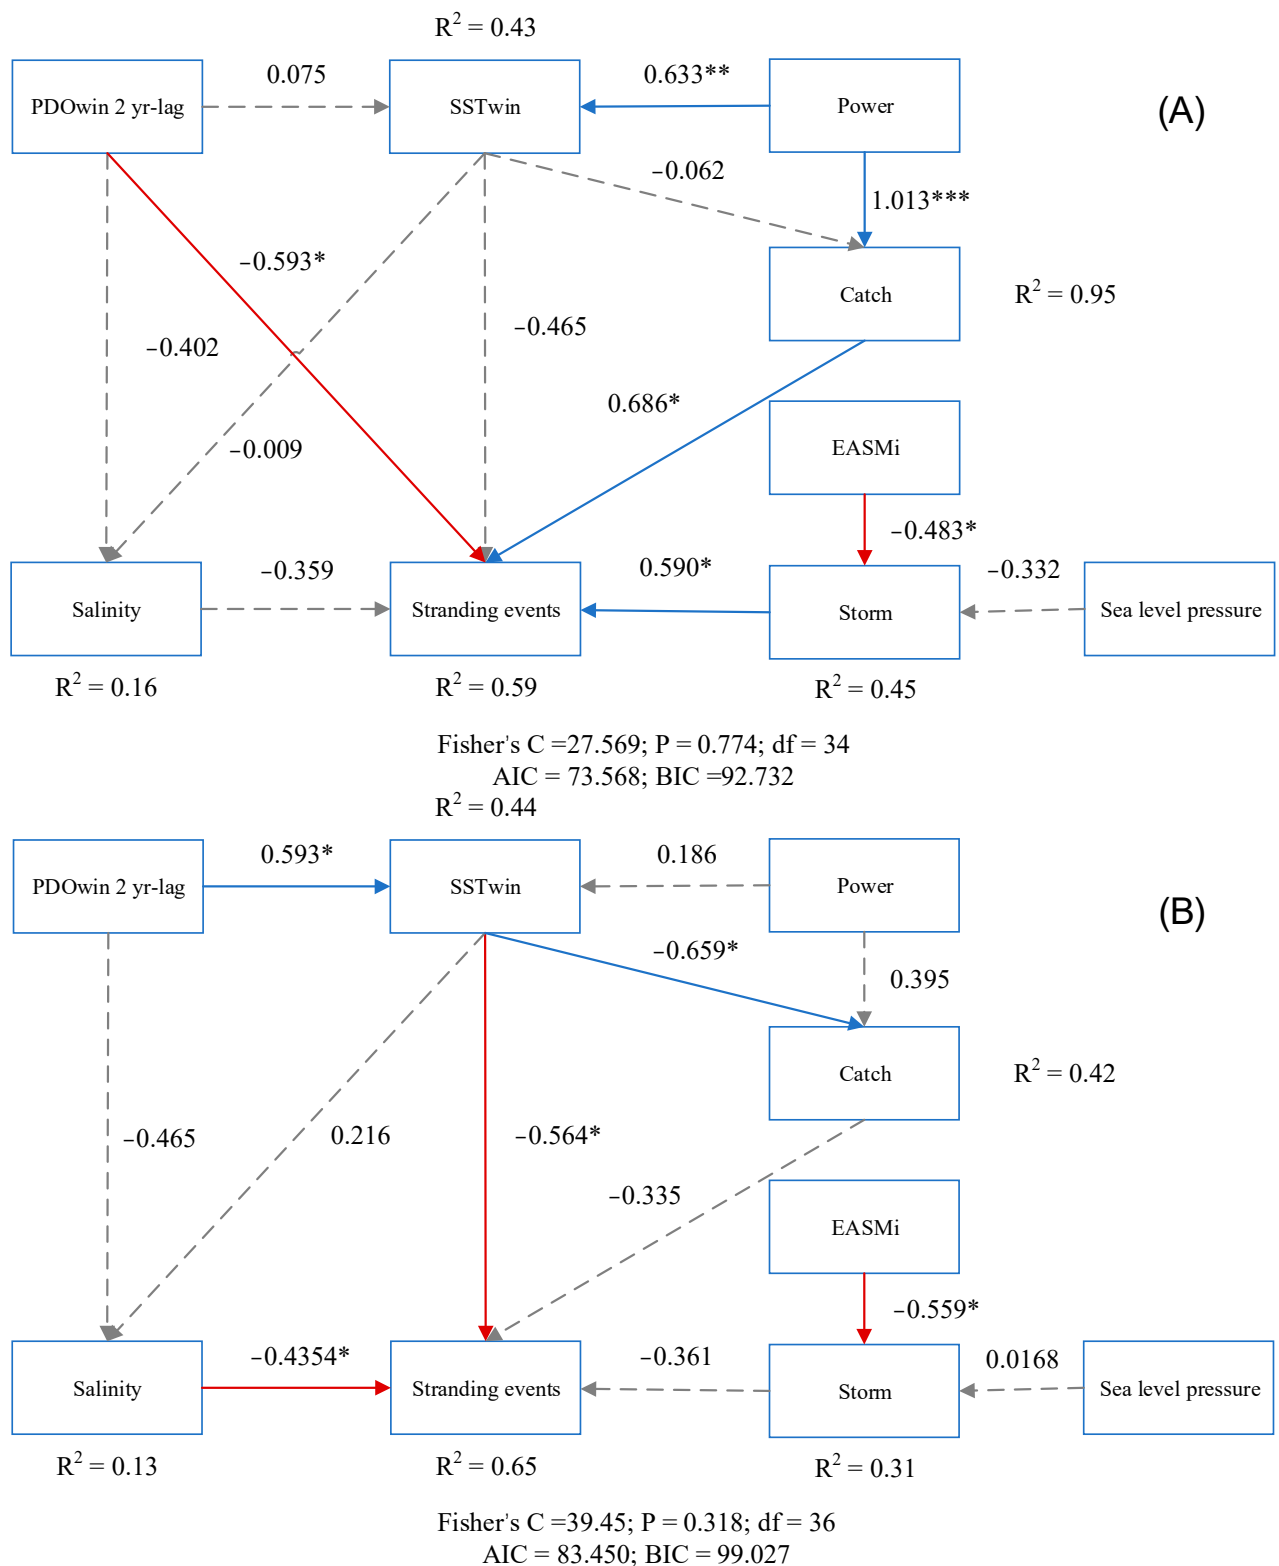 R² = 0.43
PDOwin 2 yr-lag
0.075
SSTwin
0.633**
Power
(A)
−0.062
1.013***
−0.593*
Catch
R² = 0.95
−0.465
−0.402
0.686*
−0.009
EASMi
−0.483*
−0.359
0.590*
−0.332
Salinity
Stranding events
Storm
Sea level pressure
R² = 0.16
R² = 0.59
R² = 0.45
Fisher's C =27.569; P = 0.774; df = 34
AIC = 73.568; BIC =92.732
R² = 0.44
PDOwin 2 yr-lag
0.593*
SSTwin
0.186
Power
(B)
−0.659*
0.395
Catch
R² = 0.42
−0.465
0.216
−0.564*
−0.335
EASMi
−0.559*
−0.4354*
−0.361
0.0168
Salinity
Stranding events
Storm
Sea level pressure
R² = 0.13
R² = 0.65
R² = 0.31
Fisher's C =39.45; P = 0.318; df = 36
AIC = 83.450; BIC = 99.027